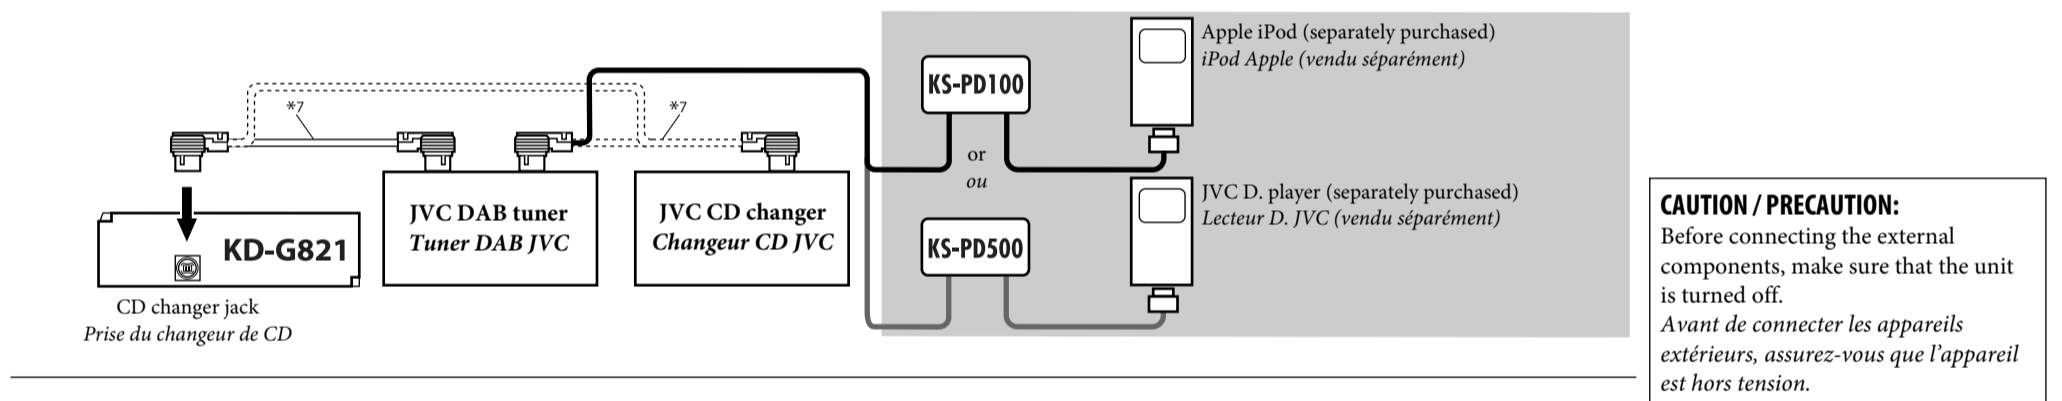 Apple iPod (separately purchased)
iPod Apple (vendu séparément)
KS-PD100
*7
*7
or
ou
JVC D. player (separately purchased)
Lecteur D. JVC (vendu séparément)
KS-PD500
JVC DAB tuner
Tuner DAB JVC
JVC CD changer
Changeur CD JVC
KD-G821
CD changer jack
Prise du changeur de CD
CAUTION / PRECAUTION:
Before connecting the external
components, make sure that the unit
is turned off.
Avant de connecter les appareils
extérieurs, assurez-vous que l’appareil
est hors tension.